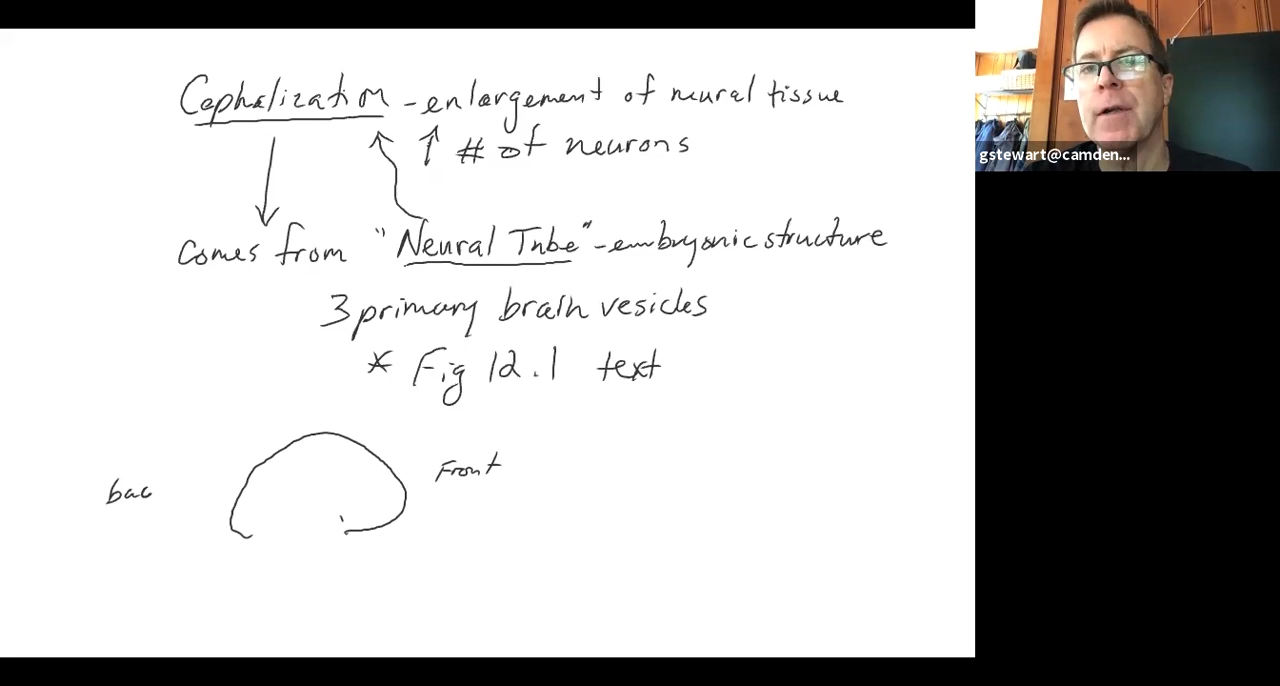 Cephalization - enlargement of neural tissue
↑ # of neurons
comes from "Neural Tube" - embryonic structure
3 primary brain vesicles
* Fig 12.1 text
Front
bac
gstewart@camden...